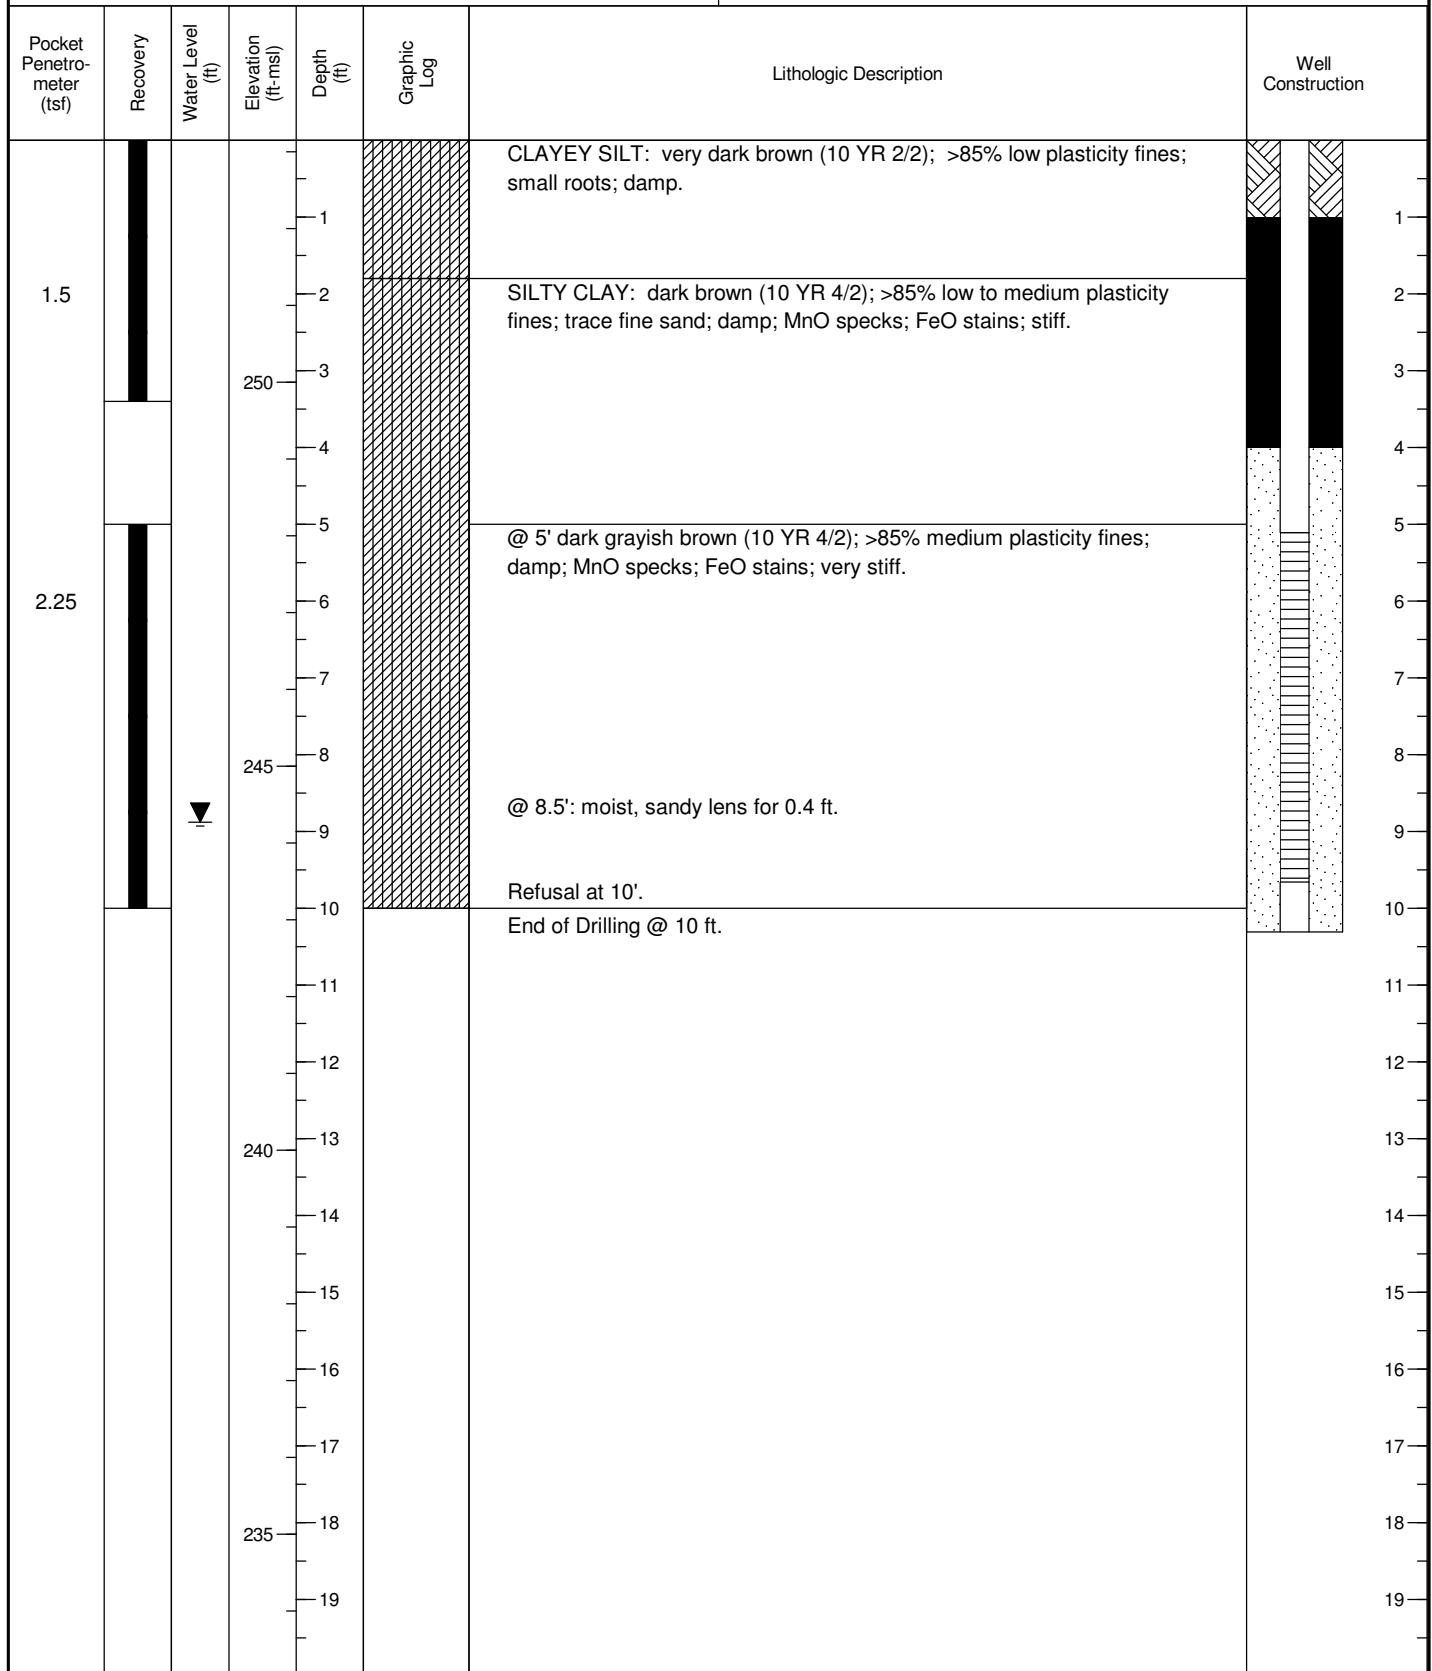 Pocket
Penetro-
meter
(tsf)
Recovery
Water Level
(ft)
Elevation
(ft-msl)
Depth
(ft)
Graphic
Log
Lithologic Description
Well
Construction
CLAYEY SILT: very dark brown (10 YR 2/2); >85% low plasticity fines;
small roots; damp.
1 1
1.5 2 SILTY CLAY: dark brown (10 YR 4/2); >85% low to medium plasticity 2
fines; trace fine sand; damp; MnO specks; FeO stains; stiff.
250 3 3
4 4
5 5
@ 5' dark grayish brown (10 YR 4/2); >85% medium plasticity fines;
damp; MnO specks; FeO stains; very stiff.
2.25 6 6
7 7
245 8 8
@ 8.5': moist, sandy lens for 0.4 ft.
9 9
Refusal at 10'.
10 10
End of Drilling @ 10 ft.
11 11
12 12
240 13 13
14 14
15 15
16 16
17 17
235 18 18
19 19